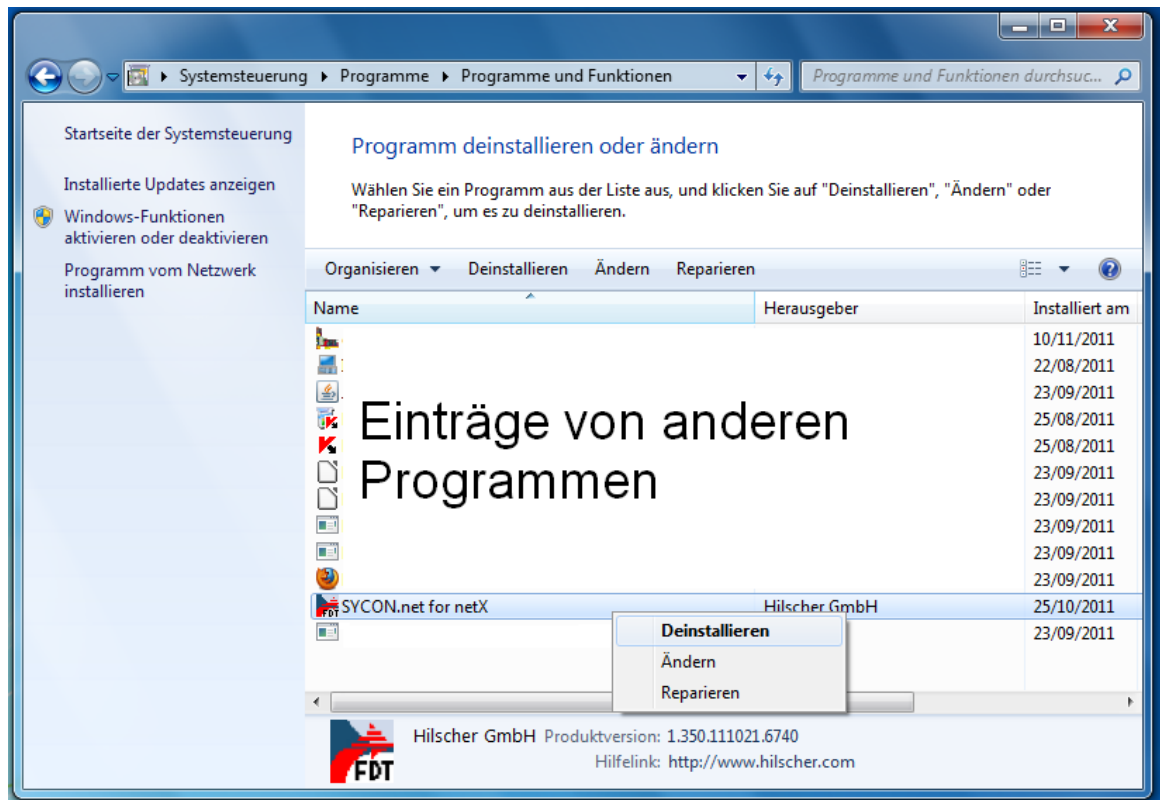 Systemsteuerung ▸ Programme ▸ Programme und Funktionen
Programme und Funktionen durchsuc...
Startseite der Systemsteuerung
Installierte Updates anzeigen
Windows-Funktionen
aktivieren oder deaktivieren
Programm vom Netzwerk
installieren
Programm deinstallieren oder ändern
Wählen Sie ein Programm aus der Liste aus, und klicken Sie auf "Deinstallieren", "Ändern" oder
"Reparieren", um es zu deinstallieren.
Organisieren Deinstallieren Ändern Reparieren
Name Herausgeber Installiert am
10/11/2011
22/08/2011
23/09/2011
25/08/2011
25/08/2011
23/09/2011
23/09/2011
23/09/2011
23/09/2011
23/09/2011
Einträge von anderen
Programmen
SYCON.net for netX Hilscher GmbH 25/10/2011
23/09/2011
Deinstallieren
Ändern
Reparieren
FDT
Hilscher GmbH Produktversion: 1.350.111021.6740
Hilfelink: http://www.hilscher.com